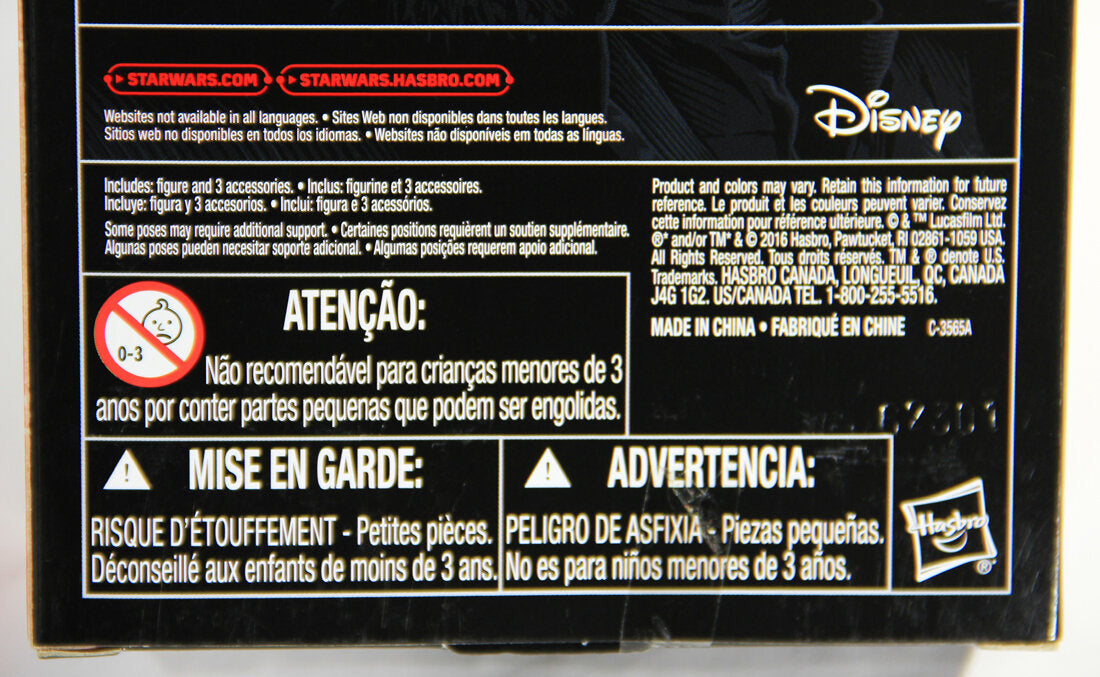 STARWARS.COM STARWARS.HASBRO.COM
Websites not available in all languages. • Sites Web non disponibles dans toutes les langues.
Sitios web no disponibles en todos los idiomas. • Websites não disponíveis em todas as línguas.
Disney
Includes: figure and 3 accessories. • Inclus: figurine et 3 accessoires.
Incluye: figura y 3 accesorios. • Inclui: figura e 3 acessórios.
Some poses may require additional support. • Certaines positions requièrent un soutien supplémentaire.
Algunas poses pueden necesitar soporte adicional. • Algumas posições requerem apoio adicional.
Product and colors may vary. Retain this information for future
reference. Le produit et les couleurs peuvent varier. Conservez
cette information pour référence ultérieure. © & ™ Lucasfilm Ltd.
®* and/or TM* & © 2016 Hasbro, Pawtucket, RI 02861-1059 USA.
All Rights Reserved. Tous droits réservés. TM & ® denote U.S.
Trademarks. HASBRO CANADA, LONGUEUIL, QC, CANADA
J4G 1G2. US/CANADA TEL. 1-800-255-5516.
MADE IN CHINA • FABRIQUÉ EN CHINE C-3565A
0-3
ATENÇÃO:
Não recomendável para crianças menores de 3
anos por conter partes pequenas que podem ser engolidas.
MISE EN GARDE:
RISQUE D'ÉTOUFFEMENT - Petites pièces.
Déconseillé aux enfants de moins de 3 ans.
ADVERTENCIA:
PELIGRO DE ASFIXIA - Piezas pequeñas.
No es para niños menores de 3 años.
Hasbro ®